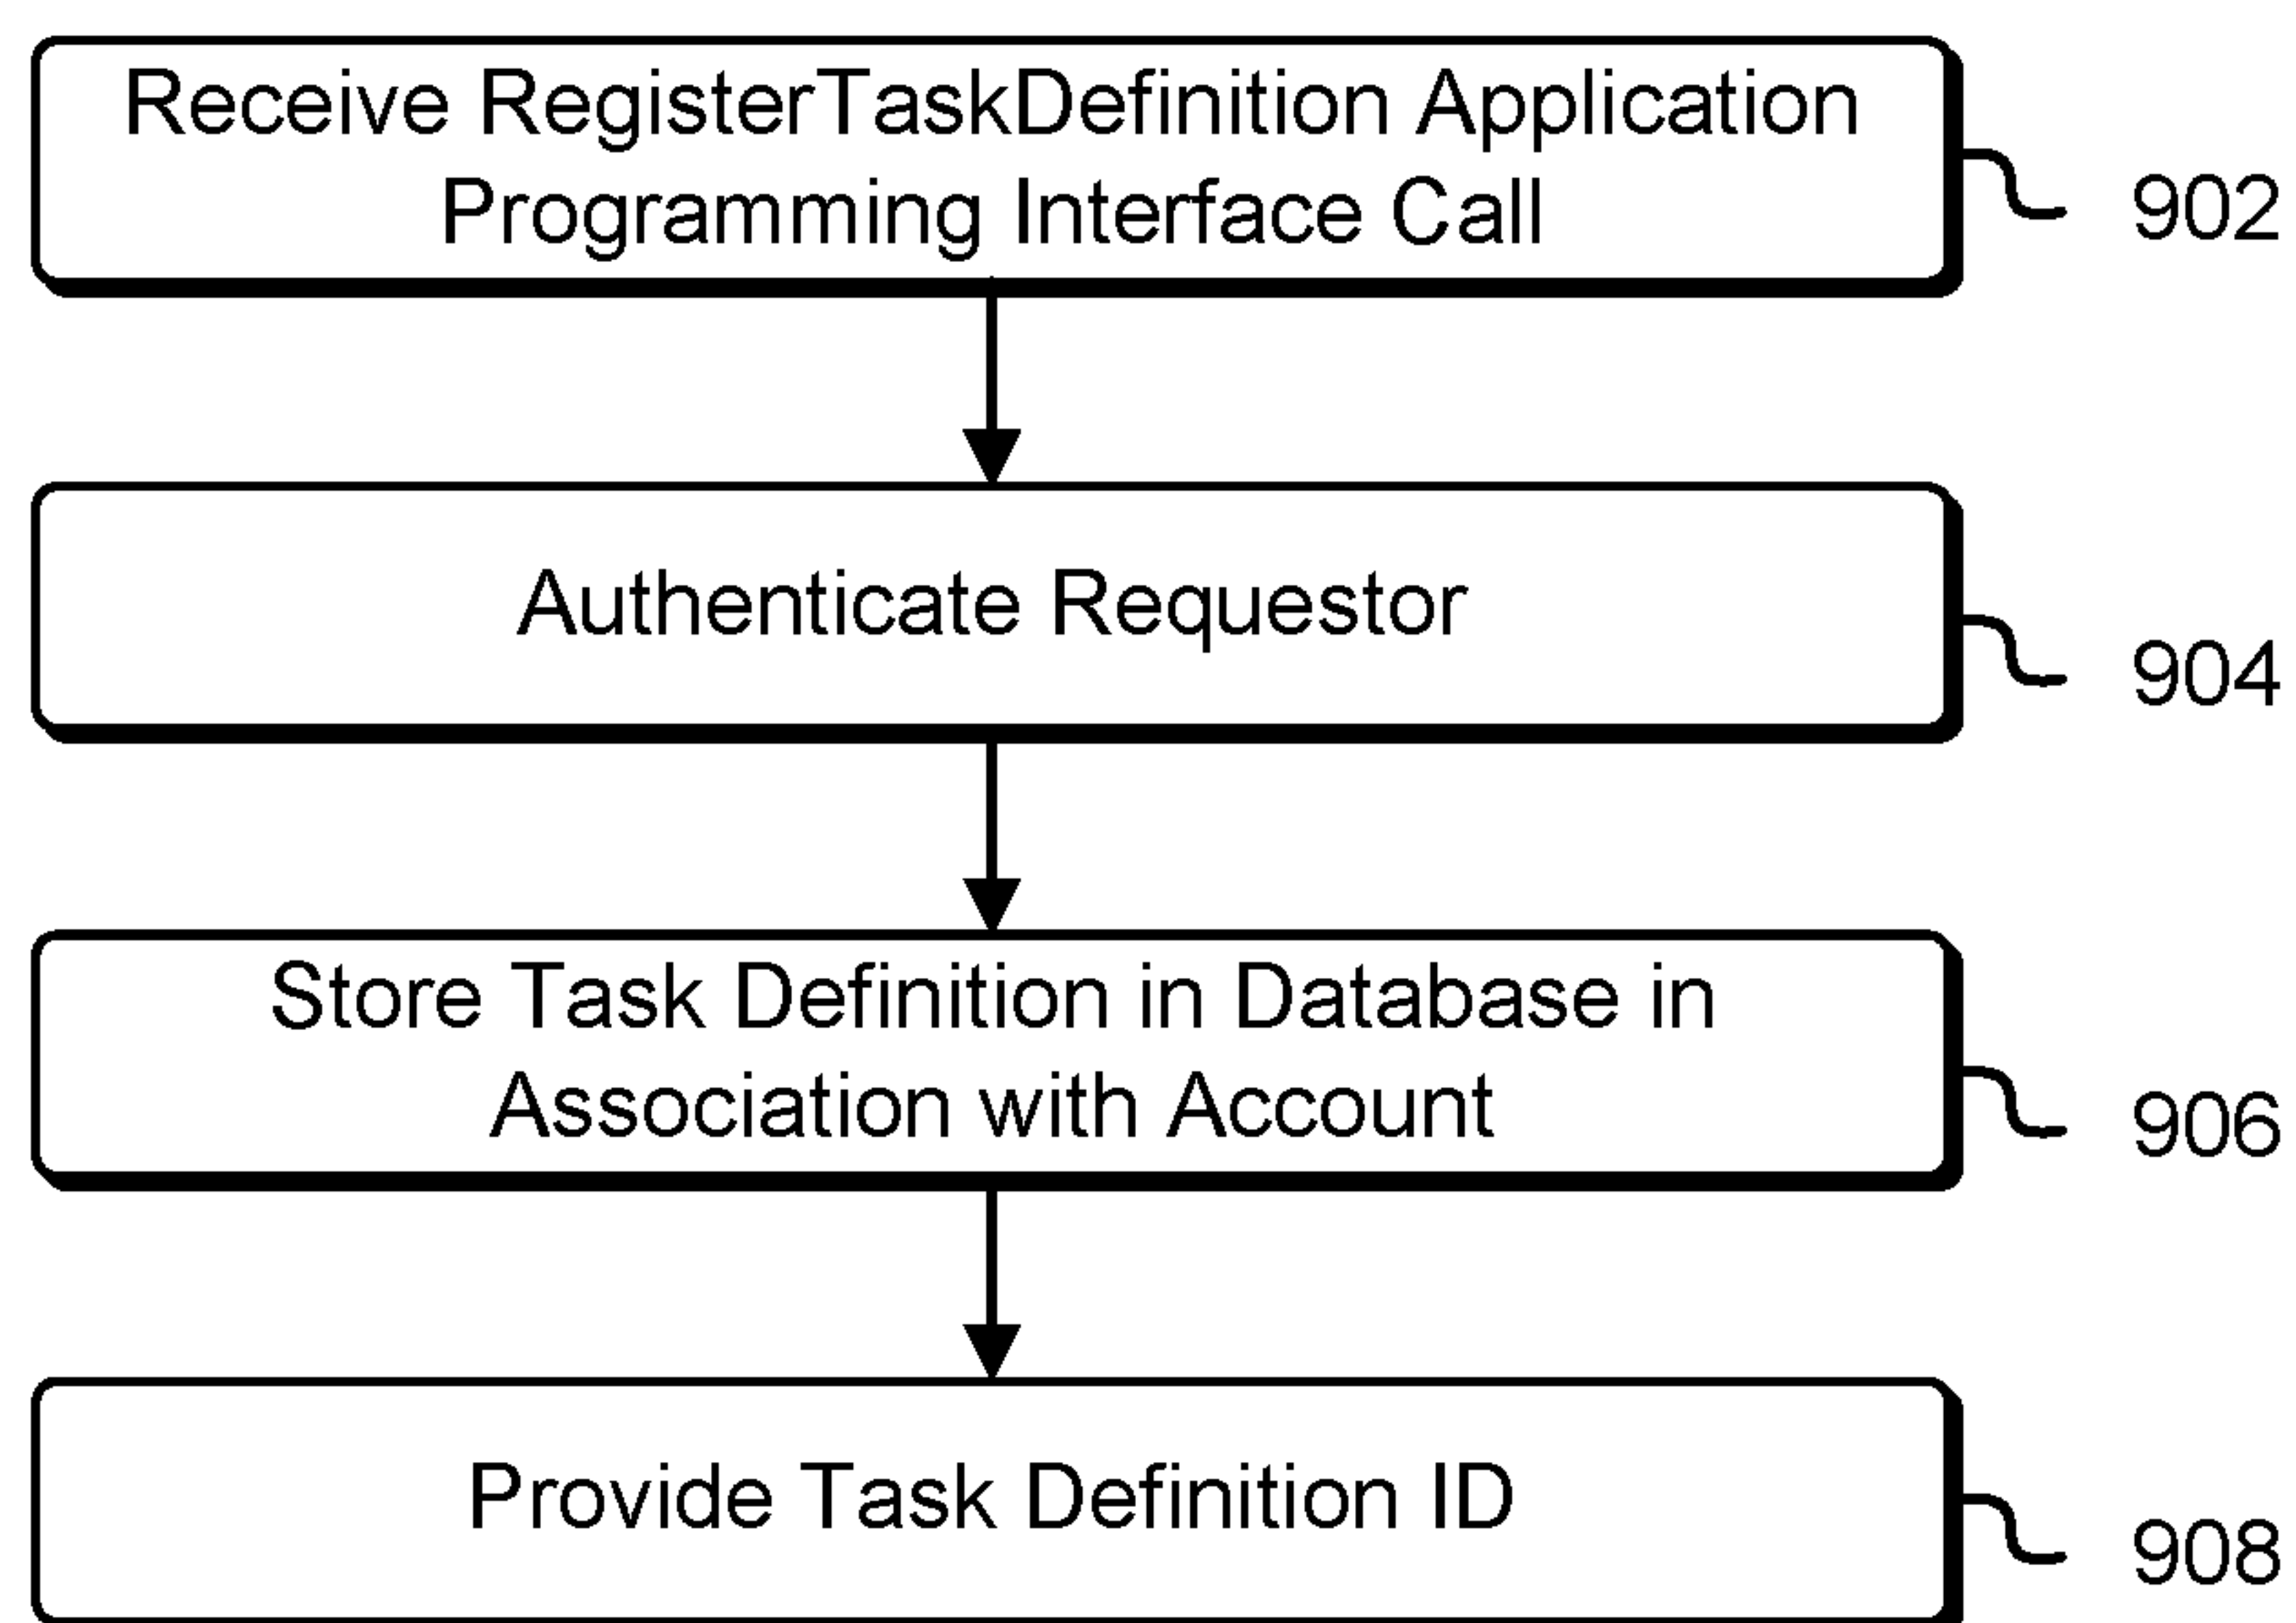 Receive RegisterTaskDefinition Application
Programming Interface Call
902
Authenticate Requestor
904
Store Task Definition in Database in
Association with Account
906
Provide Task Definition ID
908